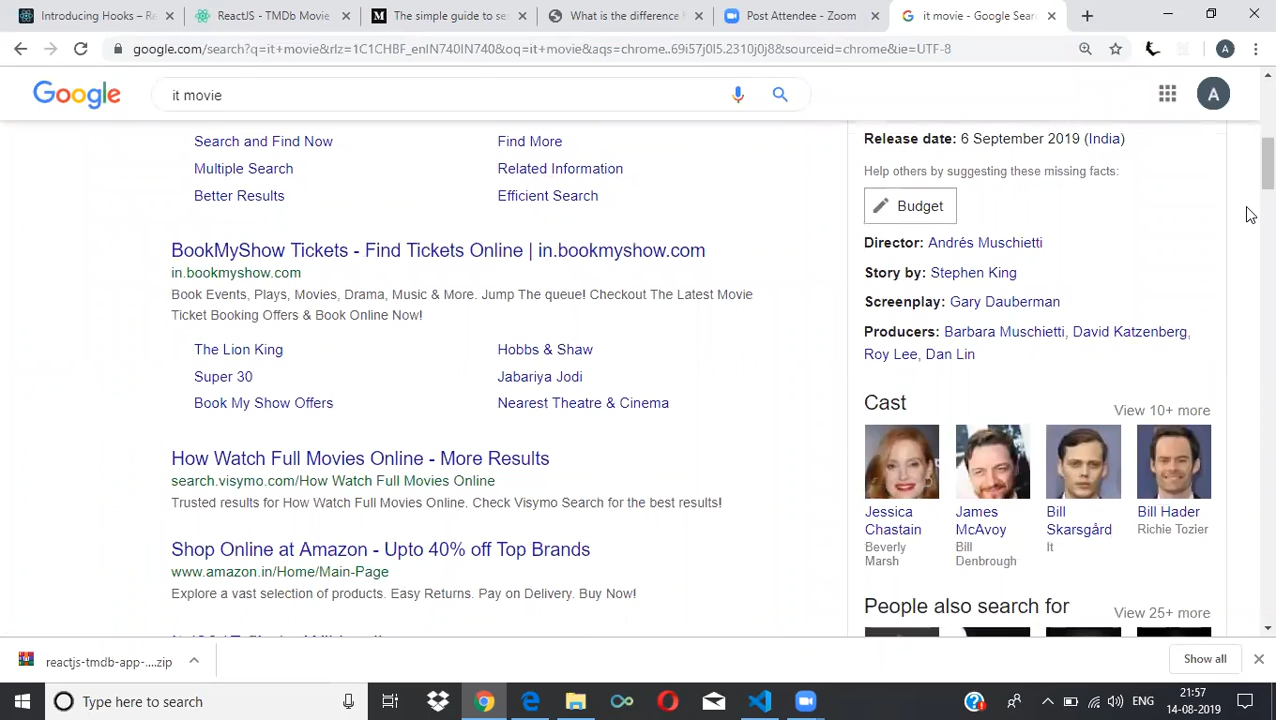 Introducing Hooks – R
ReactJS - TMDb Movie
The simple guide to se
What is the difference
Post Attendee - Zoom
it movie - Google Sear
google.com/search?q=it+movie&rlz=1C1CHBF_enIN740IN740&oq=it+movie&aqs=chrome..69i57j0l5.2310j0j8&sourceid=chrome&ie=UTF-8
A
Google
it movie
A
Search and Find Now
Find More
Multiple Search
Related Information
Better Results
Efficient Search
BookMyShow Tickets - Find Tickets Online | in.bookmyshow.com
in.bookmyshow.com
Book Events, Plays, Movies, Drama, Music & More. Jump The queue! Checkout The Latest Movie
Ticket Booking Offers & Book Online Now!
The Lion King
Hobbs & Shaw
Super 30
Jabariya Jodi
Book My Show Offers
Nearest Theatre & Cinema
How Watch Full Movies Online - More Results
search.visymo.com/How Watch Full Movies Online
Trusted results for How Watch Full Movies Online. Check Visymo Search for the best results!
Shop Online at Amazon - Upto 40% off Top Brands
www.amazon.in/Home/Main-Page
Explore a vast selection of products. Easy Returns. Pay on Delivery. Buy Now!
Release date: 6 September 2019 (India)
Help others by suggesting these missing facts:
Budget
Director: Andrés Muschietti
Story by: Stephen King
Screenplay: Gary Dauberman
Producers: Barbara Muschietti, David Katzenberg,
Roy Lee, Dan Lin
Cast
View 10+ more
Jessica
Chastain
Beverly
Marsh
James
McAvoy
Bill
Denbrough
Bill
Skarsgård
It
Bill Hader
Richie Tozier
People also search for
View 25+ more
reactjs-tmdb-app-....zip
Show all
Type here to search
ENG
21:57
14-08-2019